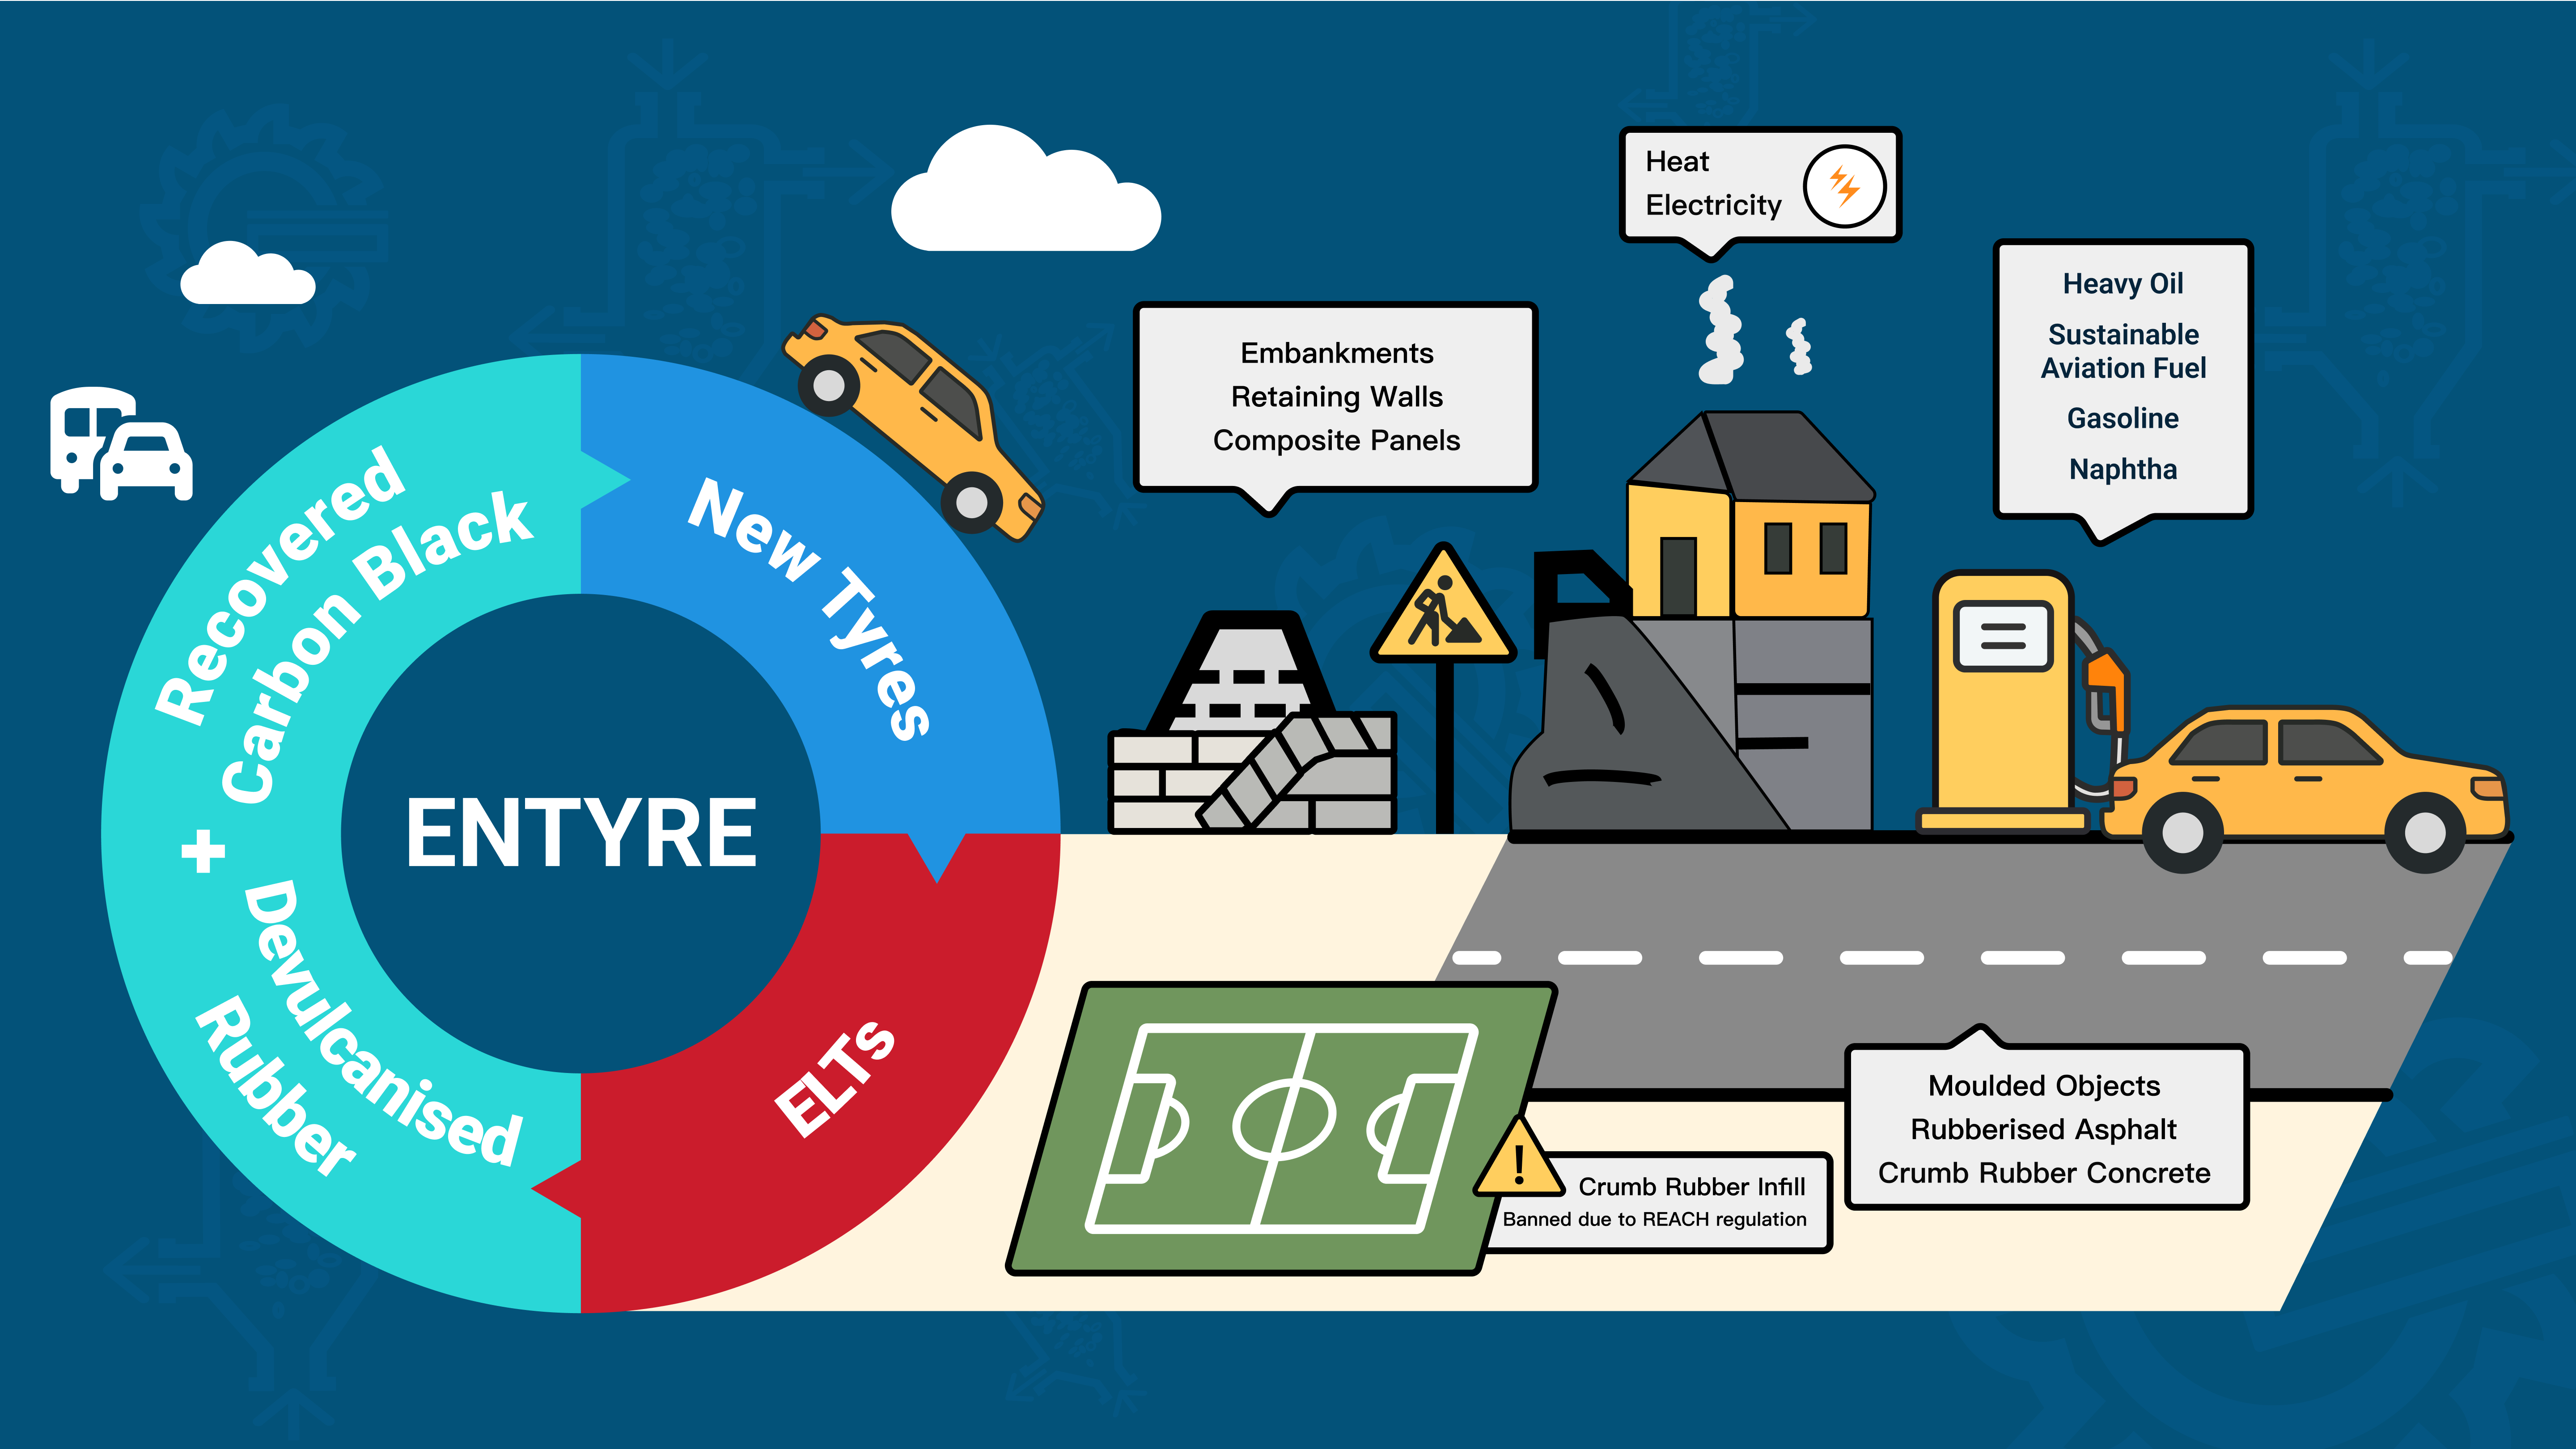 Heat
Electricity
Heavy Oil
Sustainable
Aviation Fuel
Gasoline
Naphtha
Embankments
Retaining Walls
Composite Panels
Recovered
Carbon Black
+
Devulcanised
Rubber
New Tyres
ENTYRE
ELTs
Moulded Objects
Rubberised Asphalt
Crumb Rubber Concrete
!
Crumb Rubber Infill
Banned due to REACH regulation